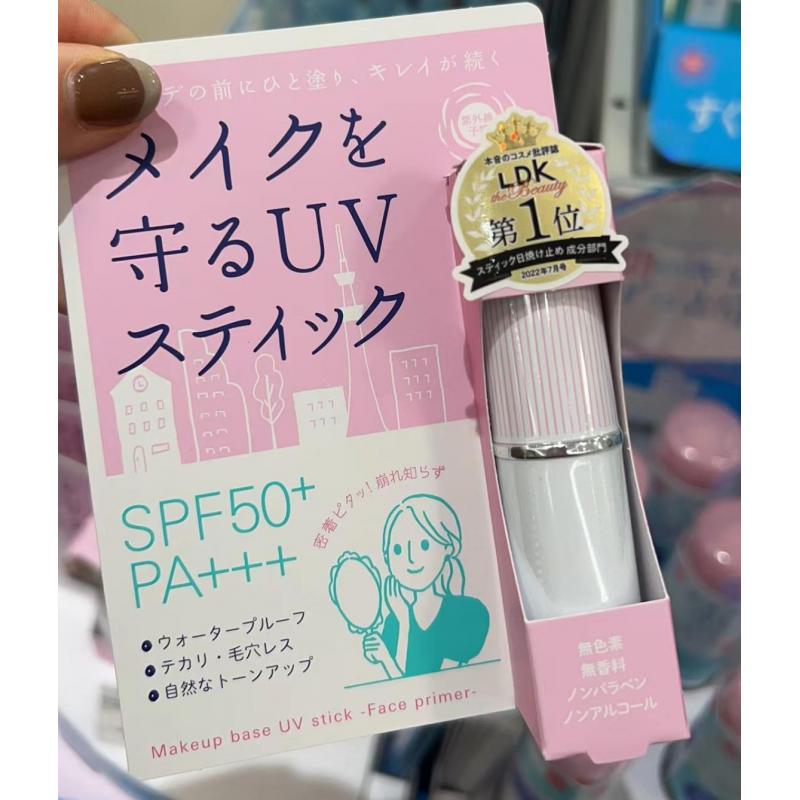 デの前にひと塗り、キレイが続く
メイクを
守るUV
スティック
紫外線
本音のコスメ批評誌
LDK
the Beauty
第1位
スティック日焼け止め 成分部門
2022年7月号
SPF50+
PA+++
密着ピタッ!崩れ知らず
•ウォータープルーフ
•テカリ・毛穴レス
•自然なトーンアップ
Makeup base UV stick -Face primer-
無色素
無香料
ノンパラベン
ノンアルコール
すぐ